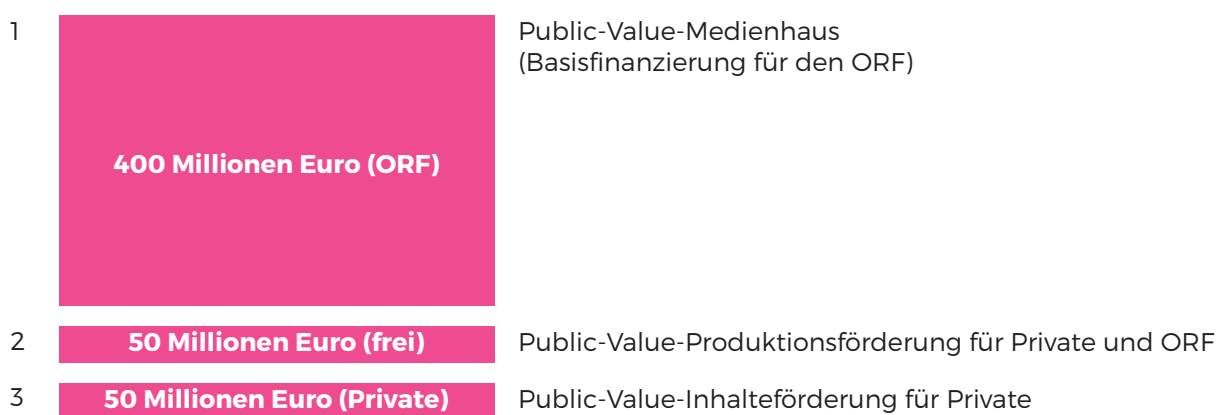 1
Public-Value-Medienhaus
(Basisfinanzierung für den ORF)
400 Millionen Euro (ORF)
2 50 Millionen Euro (frei) Public-Value-Produktionsförderung für Private und ORF
3 50 Millionen Euro (Private) Public-Value-Inhalteförderung für Private